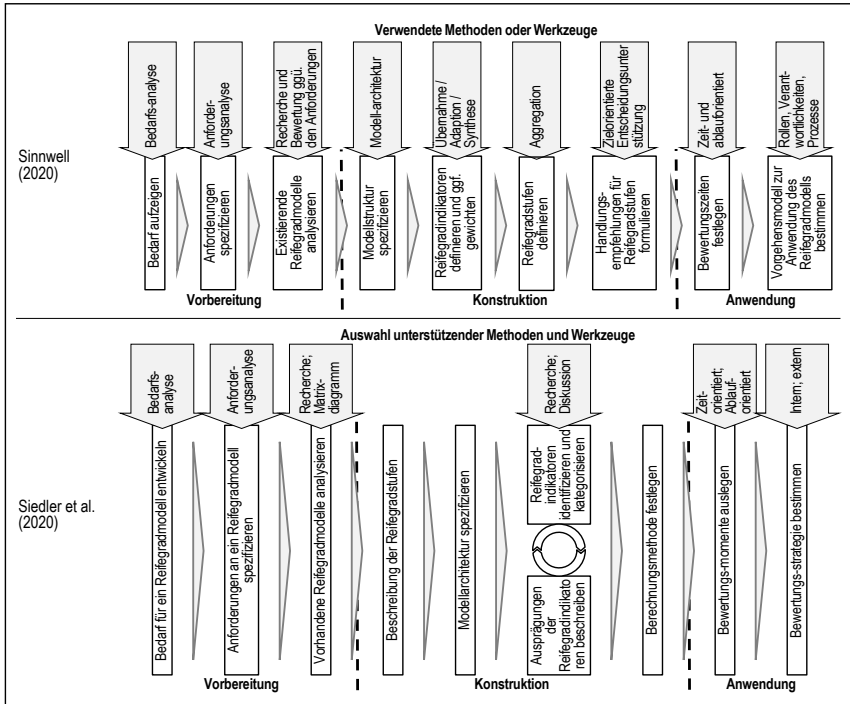 Verwendete Methoden oder Werkzeuge
Sinnwell
(2020)
Bedarfs-analyse
Anforder-
ungsanalyse
Recherche und
Bewertung ggü.
den Anforderungen
Modell-architektur
Übernahme /
Adaption /
Synthese
Aggregation
Zielorientierte
Entscheidungsunter
stützung
Zeit- und
ablauforientiert
Rollen, Verant-
wortlichkeiten,
Prozesse
Bedarf aufzeigen
Anforderungen
spezifizieren
Existierende
Reifegradmodelle
analysieren
Modellstruktur
spezifizieren
Reifegradindikatoren
definieren und ggf.
gewichten
Reifegradstufen
definieren
Handlungs-
empfehlungen für
Reifegradstufen
formulieren
Bewertungszeiten
festlegen
Vorgehensmodell zur
Anwendung des
Reifegradmodells
bestimmen
Vorbereitung
Konstruktion
Anwendung
Auswahl unterstützender Methoden und Werkzeuge
Siedler et al.
(2020)
Bedarfs-
analyse
Anforder-
ungsanalyse
Recherche;
Matrix-
diagramm
Recherche;
Diskussion
Zeit-
orientiert;
Ablauf-
orientiert
Intern; extern
Bedarf für ein Reifegradmodell entwickeln
Anforderungen an ein Reifegradmodell
spezifizieren
Vorhandene Reifegradmodelle analysieren
Beschreibung der Reifegradstufen
Modellarchitektur spezifizieren
Reifegrad-
indikatoren
identifizieren und
kategorisieren
Ausprägungen
der
Reifegradindikato
ren beschreiben
Berechnungsmethode festlegen
Bewertungs-momente auslegen
Bewertungs-strategie bestimmen
Vorbereitung
Konstruktion
Anwendung